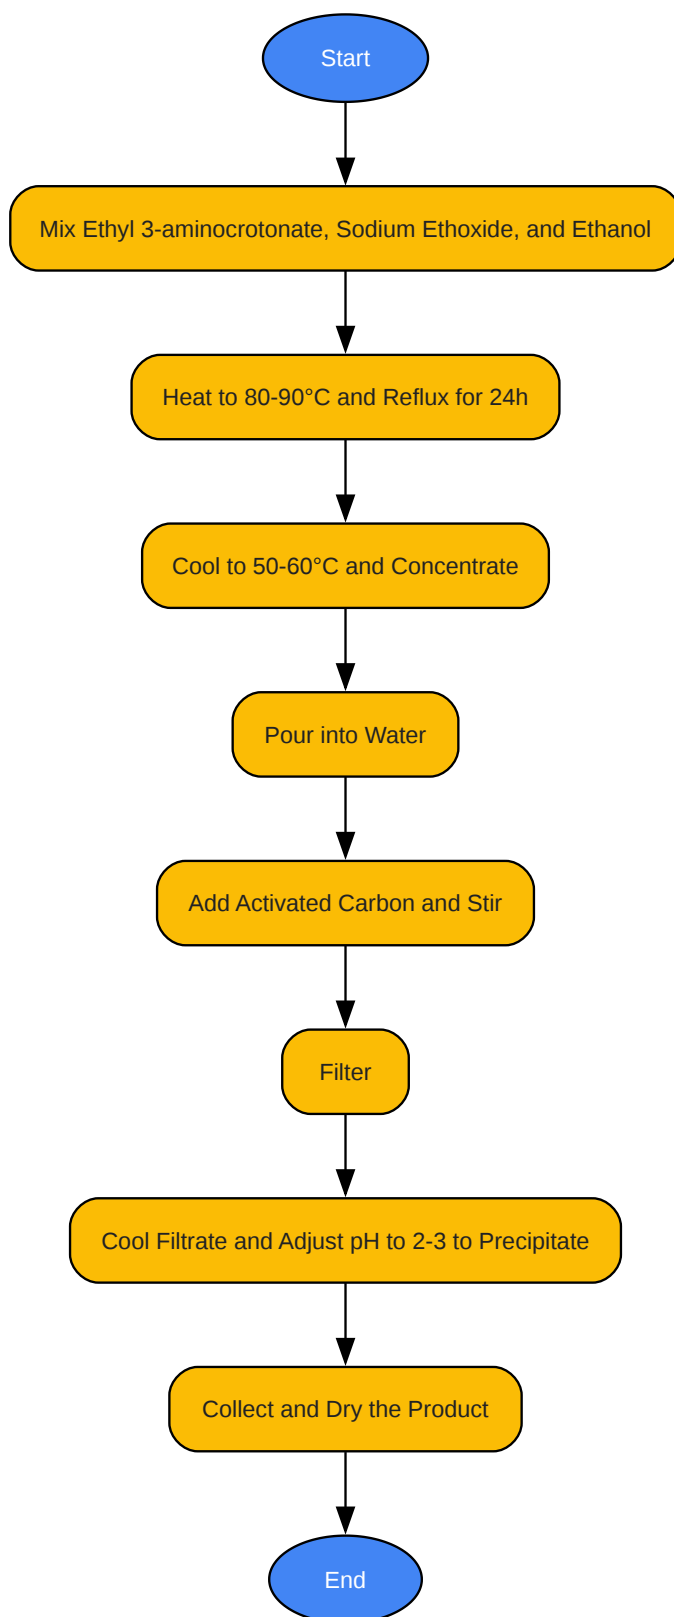 Start
Mix Ethyl 3-aminocrotonate, Sodium Ethoxide, and Ethanol
Heat to 80-90°C and Reflux for 24h
Cool to 50-60°C and Concentrate
Pour into Water
Add Activated Carbon and Stir
Filter
Cool Filtrate and Adjust pH to 2-3 to Precipitate
Collect and Dry the Product
End